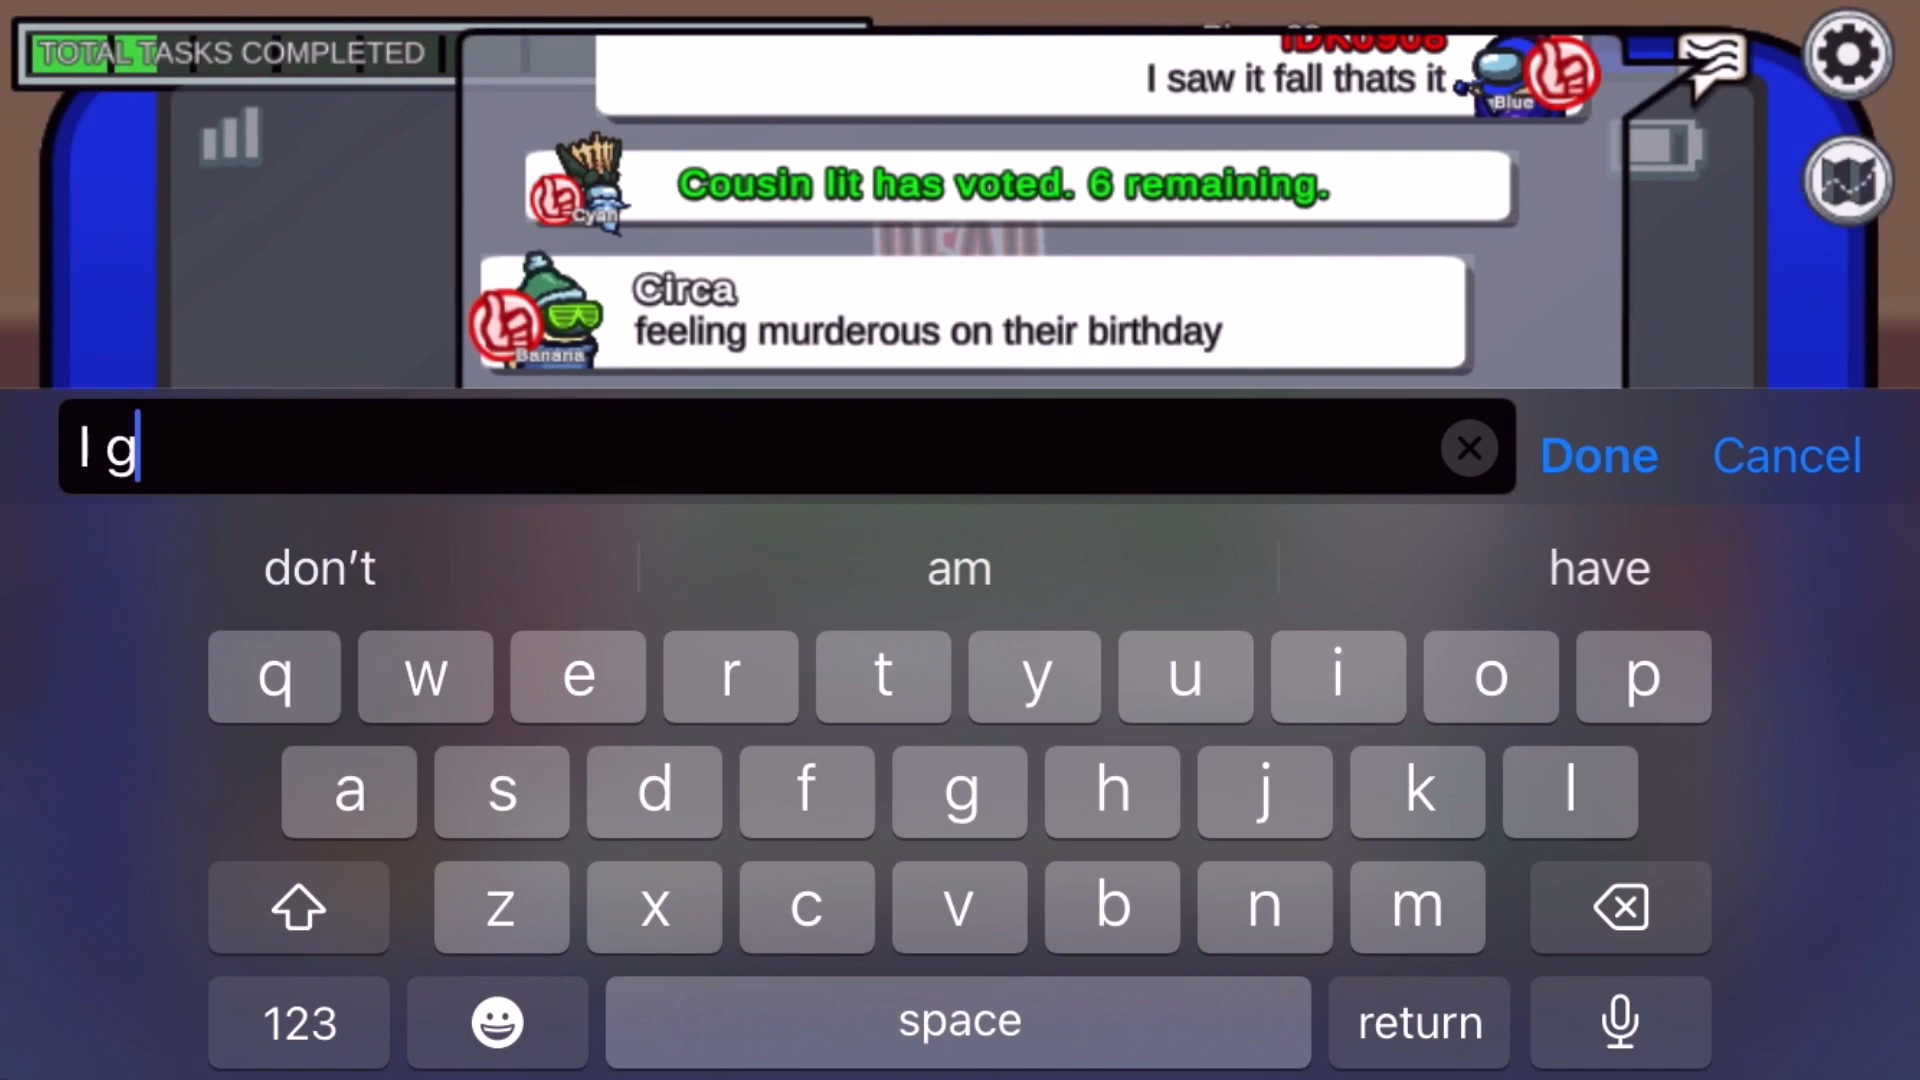 TOTAL TASKS COMPLETED
IDK0908
I saw it fall thats it
Blue
Cousin lit has voted. 6 remaining.
Cyan
Circa
feeling murderous on their birthday
Banana
I g
Done Cancel
don't am have
q w e r t y u i o p
a s d f g h j k l
z x c v b n m
123 space return